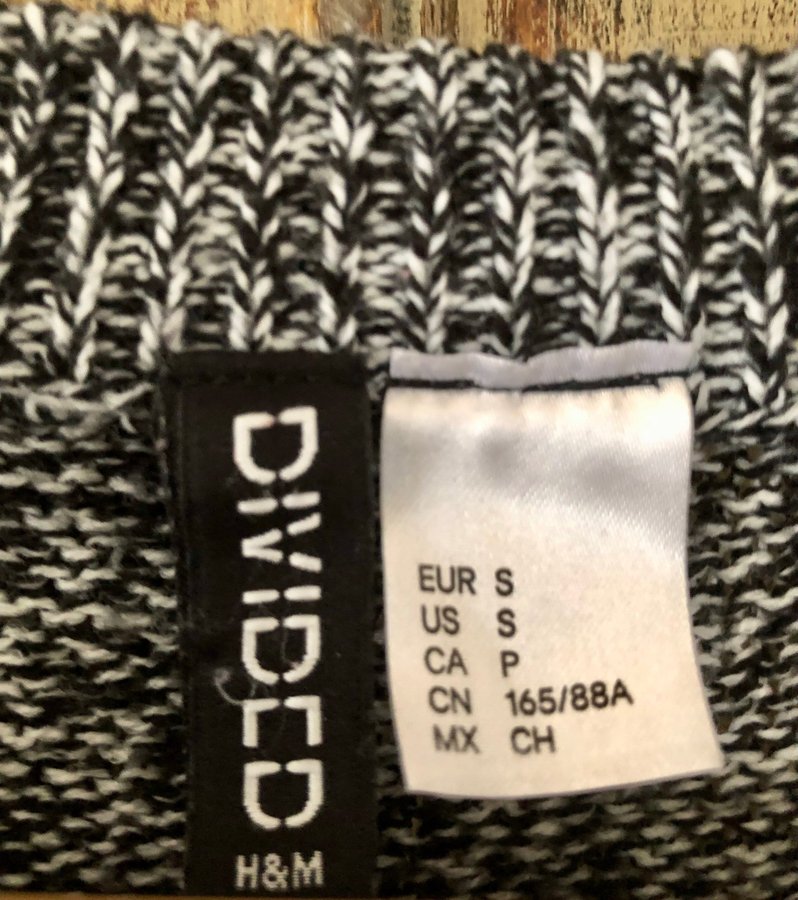 DIVIDED
H&M
EUR S
US S
CA P
CN 165/88A
MX CH